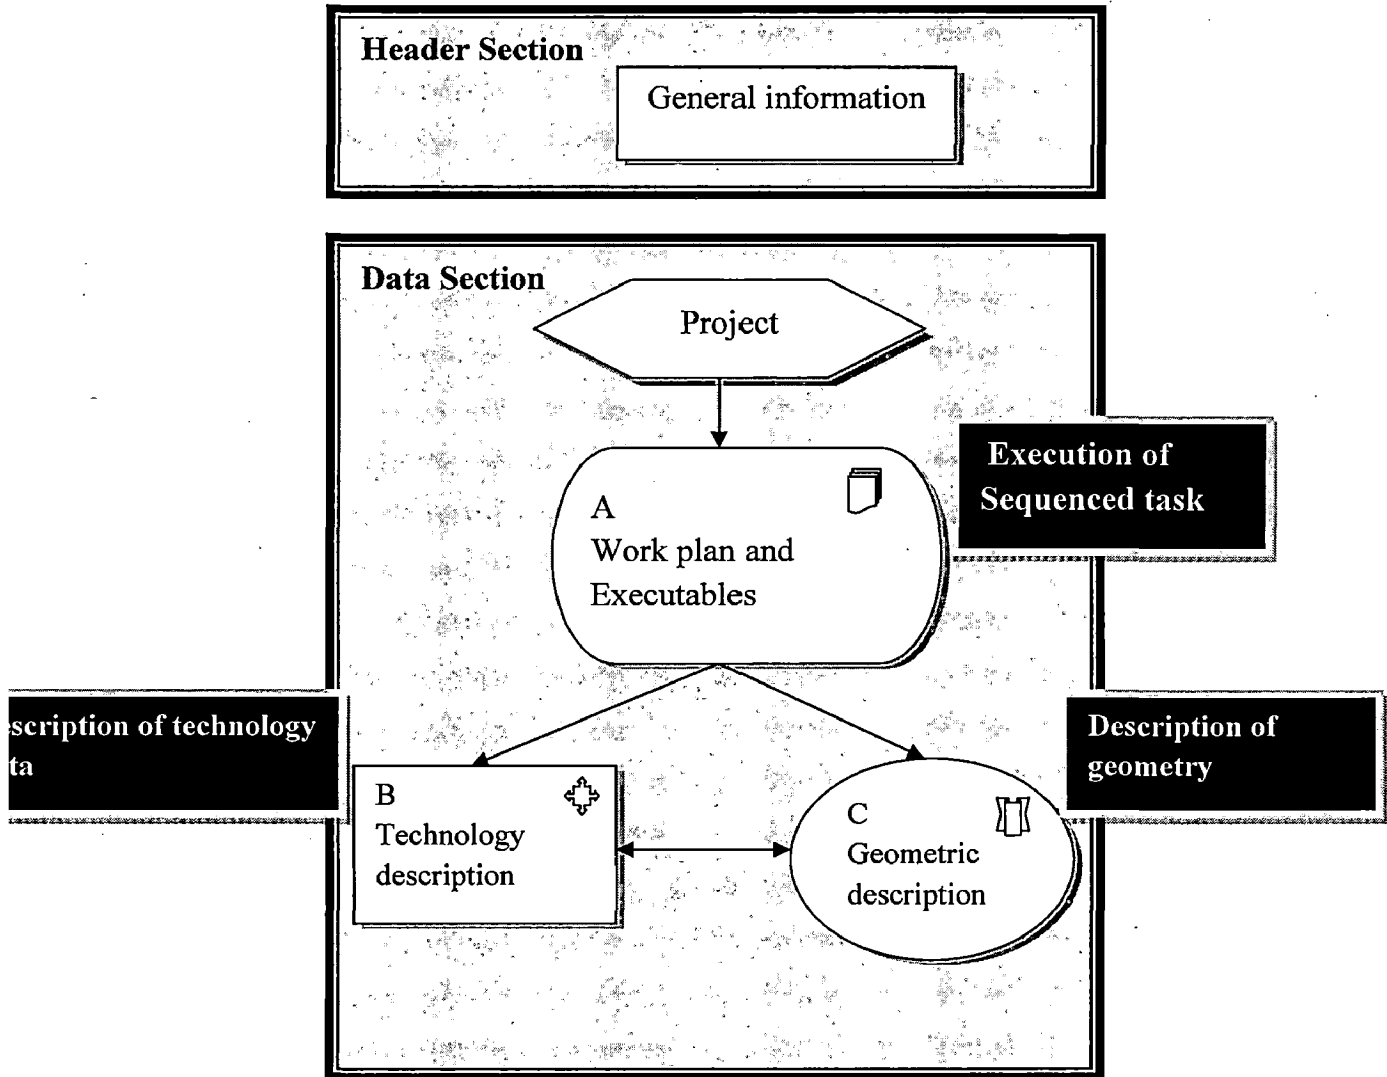 Header Section
General information
Data Section
Project
Execution of
Sequenced task
A
Work plan and
Executables
escription of technology
ta
Description of
geometry
B
Technology
description
C
Geometric
description